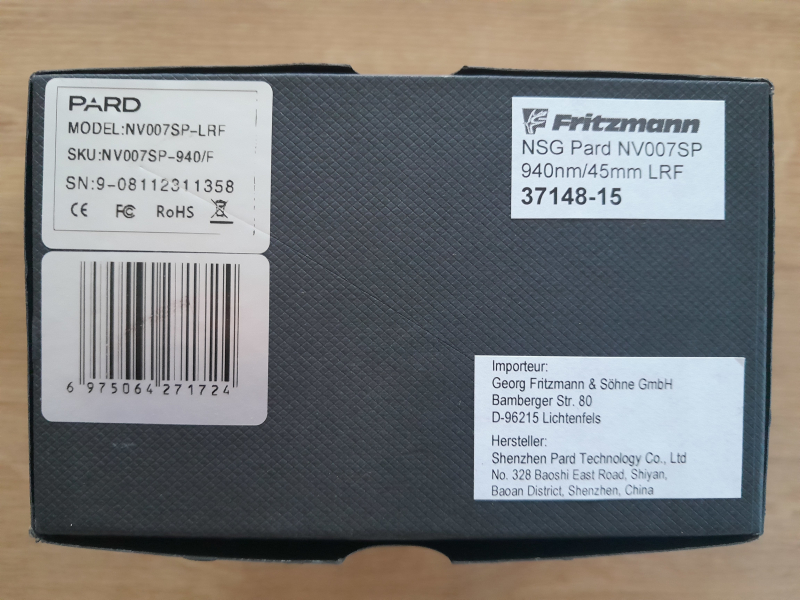 PARD
MODEL:NV007SP-LRF
SKU:NV007SP-940/F
SN:9-08112311358
CE FC RoHS
6 975064 271724
Fritzmann
NSG Pard NV007SP
940nm/45mm LRF
37148-15
Importeur:
Georg Fritzmann & Söhne GmbH
Bamberger Str. 80
D-96215 Lichtenfels
Hersteller:
Shenzhen Pard Technology Co., Ltd
No. 328 Baoshi East Road, Shiyan,
Baoan District, Shenzhen, China